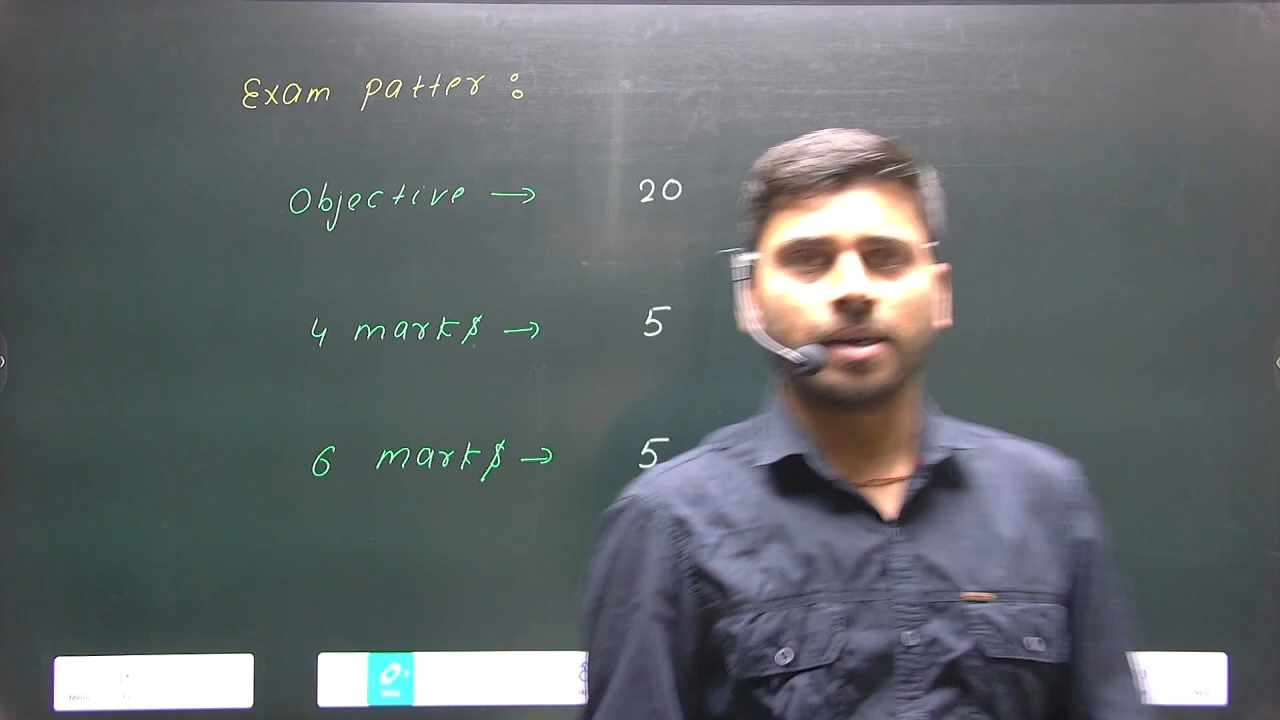 Exam patter :
Objective → 20
4 marks → 5
6 marks → 5